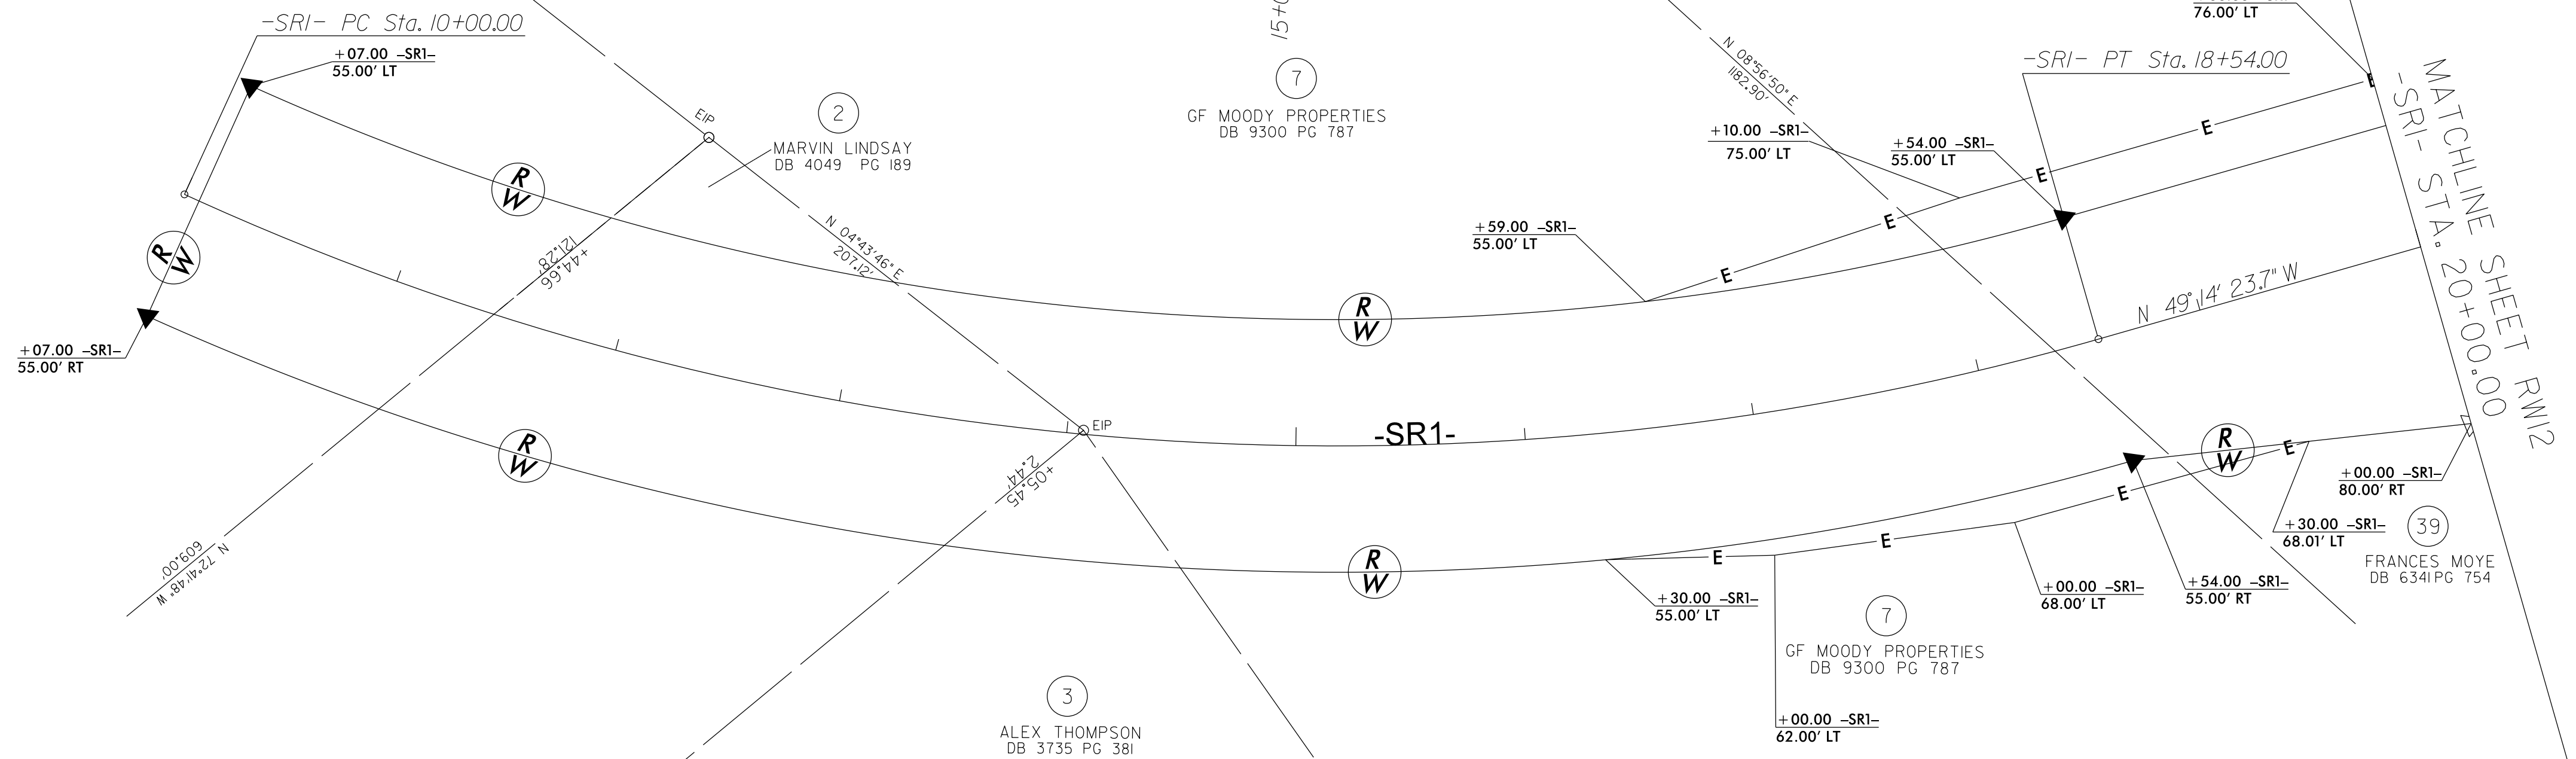 -SR1- PC Sta. 10+00.00
+07.00 –SR1–
55.00' LT
EIP
2
MARVIN LINDSAY
DB 4049 PG 189
7
GF MOODY PROPERTIES
DB 9300 PG 787
N 08°56'50" E
1182.90'
76.00' LT
-SR1- PT Sta. 18+54.00
+10.00 –SR1–
75.00' LT
+54.00 –SR1–
55.00' LT
E
E
E
E
E
MATCHLINE SHEET RW12
-SR1- STA. 20+00.00
R
W
R
W
+44.66
121.28'
N 04°43'46" E
207.12'
+59.00 –SR1–
55.00' LT
N 49°14' 23.7" W
+07.00 –SR1–
55.00' RT
R
W
-SR1-
EIP
+05.45
2.44'
R
W
R
W
R
W
E
E
E
E
+00.00 –SR1–
80.00' RT
+30.00 –SR1–
68.01' LT
39
FRANCES MOYE
DB 6341 PG 754
N 72°41'48" W
609.00'
+30.00 –SR1–
55.00' LT
+00.00 –SR1–
68.00' LT
+54.00 –SR1–
55.00' RT
7
GF MOODY PROPERTIES
DB 9300 PG 787
3
ALEX THOMPSON
DB 3735 PG 381
+00.00 –SR1–
62.00' LT